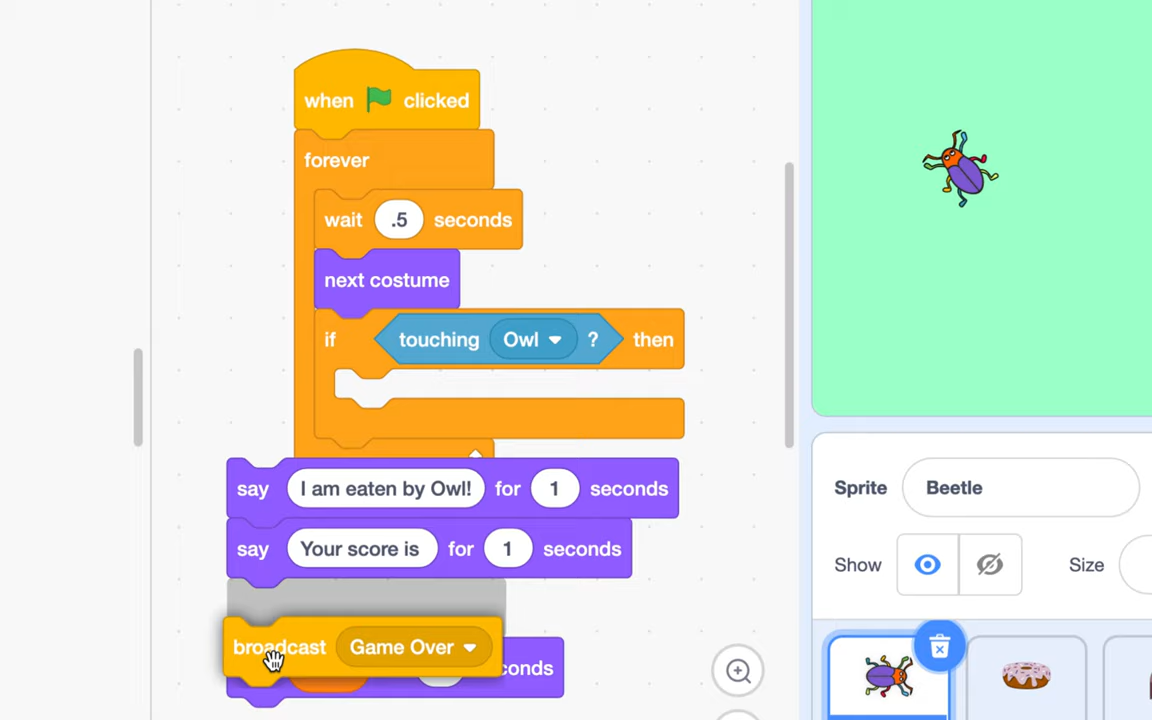 when clicked
forever
wait .5 seconds
next costume
if touching Owl ? then
say I am eaten by Owl! for 1 seconds
say Your score is for 1 seconds
broadcast Game Over
Sprite Beetle
Show Size